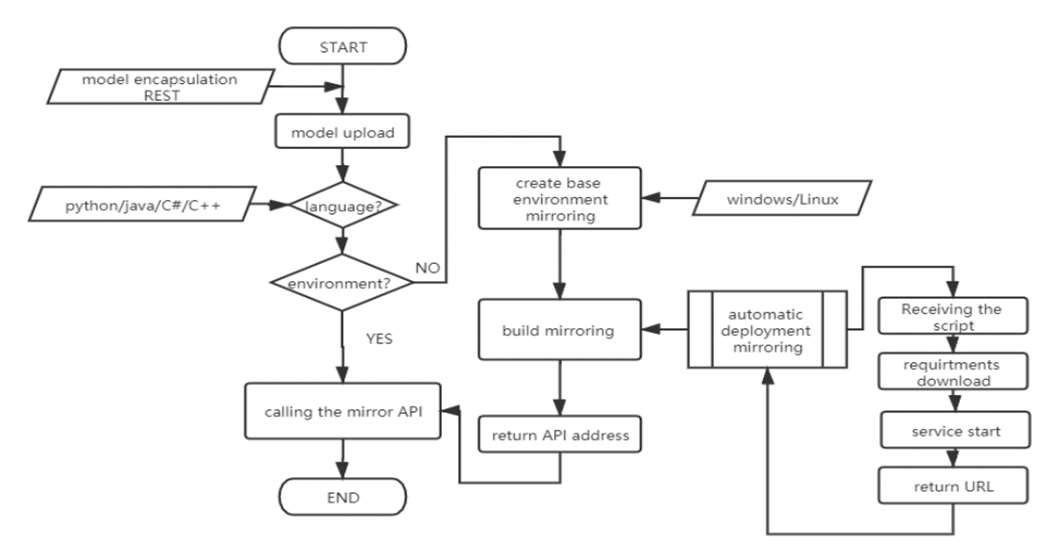 START
model encapsulation
REST
model upload
python/java/C#/C++
language?
environment?
NO
YES
calling the mirror API
END
create base
environment
mirroring
windows/Linux
build mirroring
return API address
automatic
deployment
mirroring
Receiving the
script
requirtments
download
service start
return URL